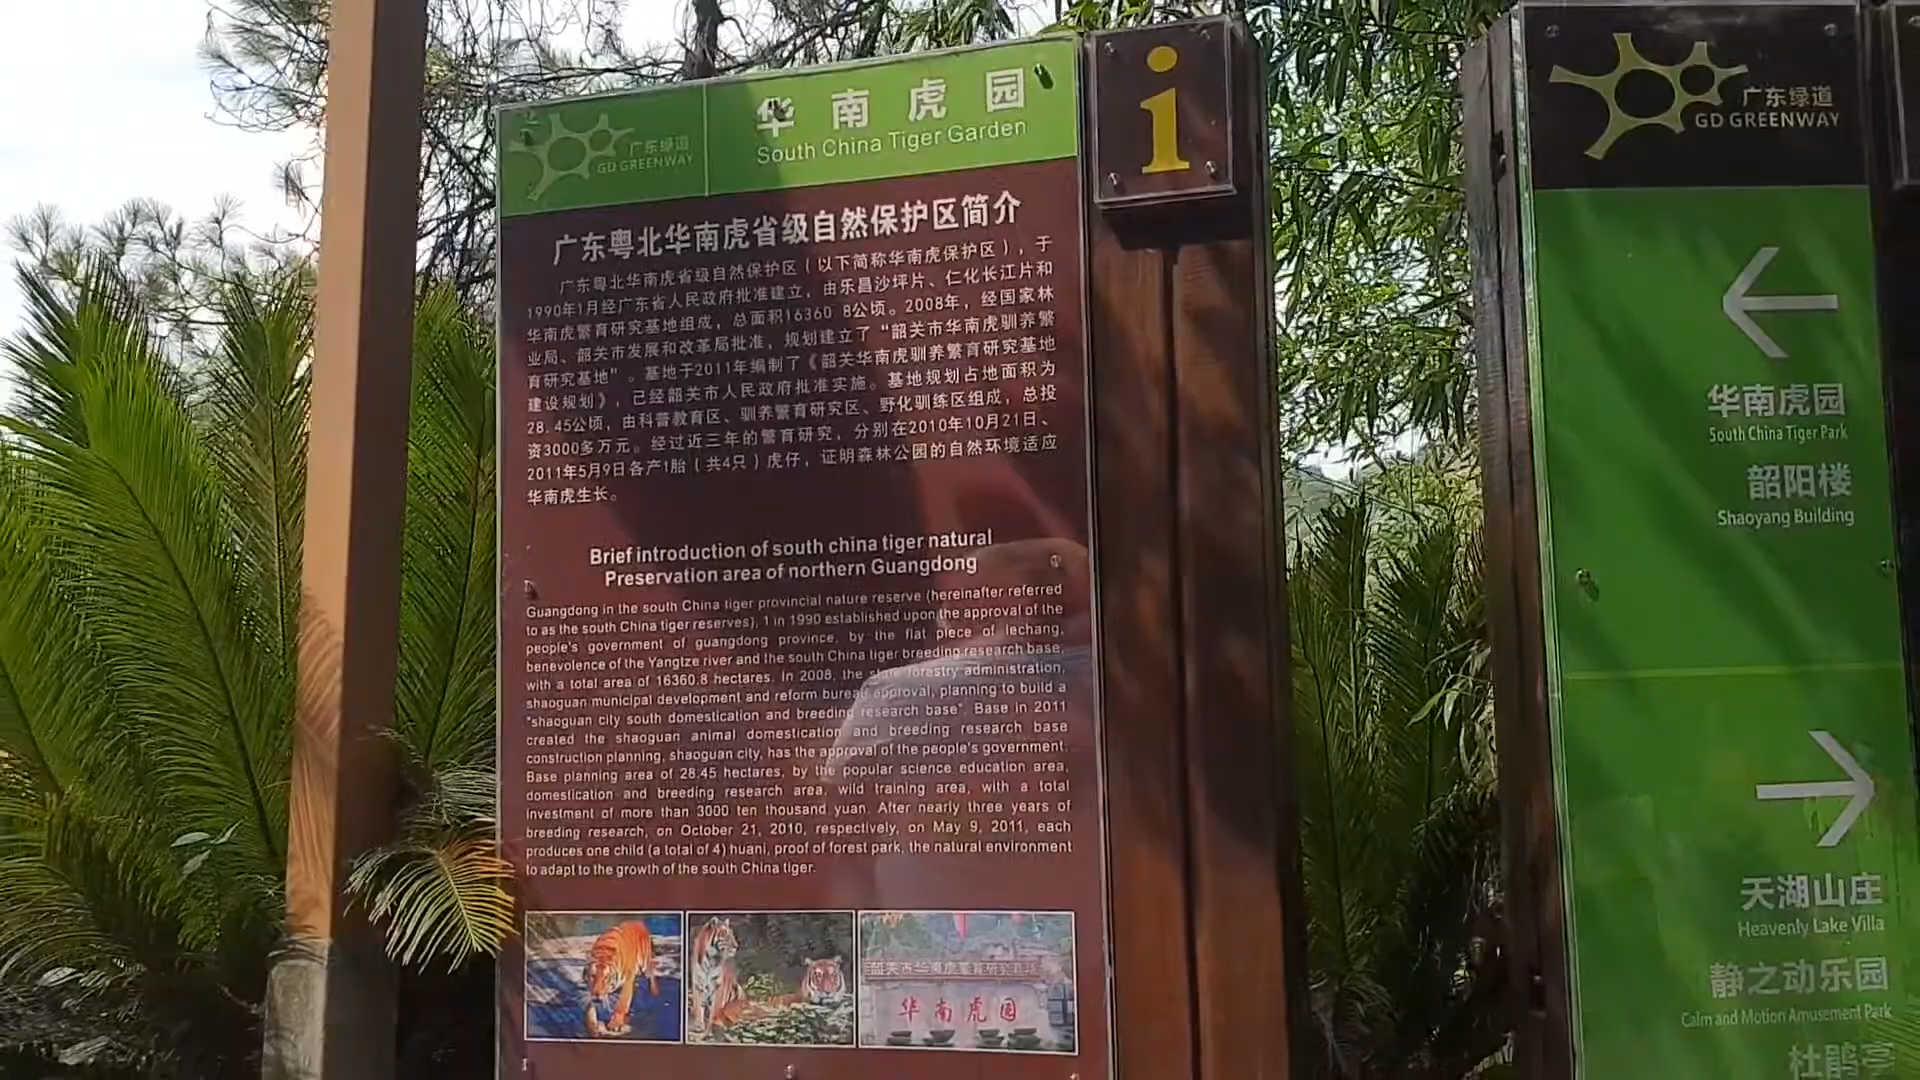 广东绿道
GD GREENWAY
华南虎园
South China Tiger Garden
i
广东粤北华南虎省级自然保护区简介
广东粤北华南虎省级自然保护区（以下简称华南虎保护区），于
1990年1月经广东省人民政府批准建立，由乐昌沙坪片、仁化长江片和
华南虎繁育研究基地组成，总面积16360 8公顷。2008年，经国家林
业局、韶关市发展和改革局批准，规划建立了“韶关市华南虎驯养繁
育研究基地”。基地于2011年编制了《韶关华南虎驯养繁育研究基地
建设规划》，已经韶关市人民政府批准实施。基地规划占地面积为
28.45公顷，由科普教育区、驯养繁育研究区、野化驯练区组成，总投
资3000多万元。经过近三年的繁育研究，分别在2010年10月21日、
2011年5月9日各产1胎（共4只）虎仔，证明森林公园的自然环境适应
华南虎生长。
Brief introduction of south china tiger natural
Preservation area of northern Guangdong
Guangdong in the south China tiger provincial nature reserve (hereinafter referred
to as the south China tiger reserves), 1 in 1990 established upon the approval of the
people's government of guangdong province, by the flat piece of lechang,
benevolence of the Yangtze river and the south China tiger breeding research base,
with a total area of 16360.8 hectares. In 2008, the state forestry administration,
shaoguan municipal development and reform bureau approval, planning to build a
"shaoguan city south domestication and breeding research base". Base in 2011
created the shaoguan animal domestication and breeding research base
construction planning, shaoguan city, has the approval of the people's government.
Base planning area of 28.45 hectares, by the popular science education area,
domestication and breeding research area, wild training area, with a total
investment of more than 3000 ten thousand yuan. After nearly three years of
breeding research, on October 21, 2010, respectively, on May 9, 2011, each
produces one child (a total of 4) huani, proof of forest park, the natural environment
to adapt to the growth of the south China tiger.
华南虎园
广东绿道
GD GREENWAY
华南虎园
South China Tiger Park
韶阳楼
Shaoyang Building
天湖山庄
Heavenly Lake Villa
静之动乐园
Calm and Motion Amusement Park
杜鹃亭